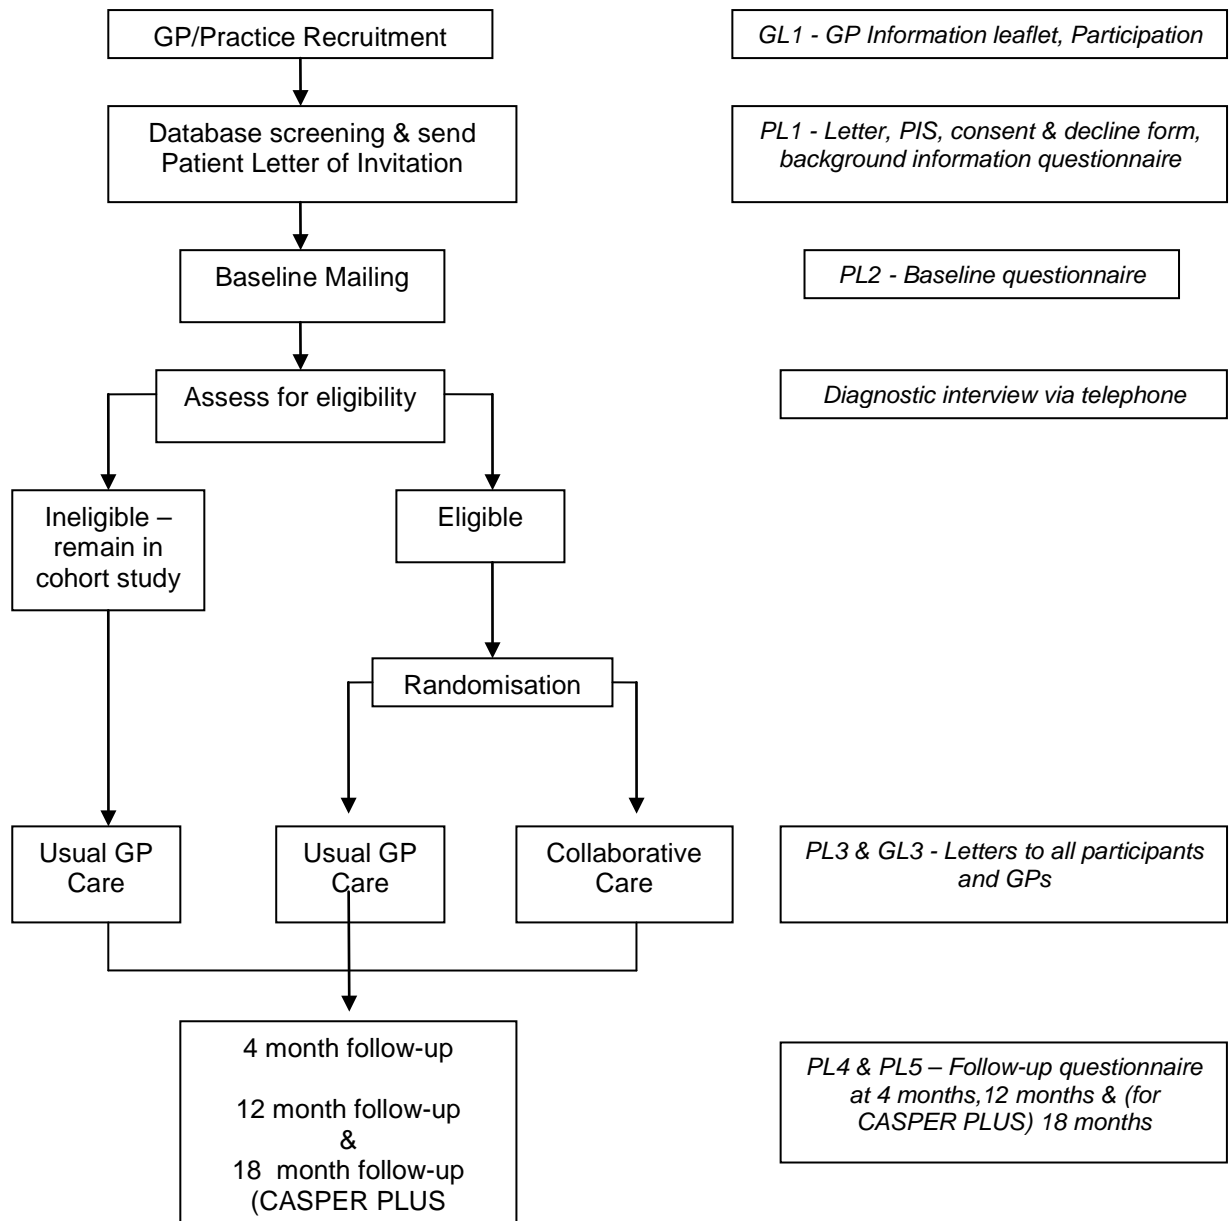 GP/Practice Recruitment
GL1 - GP Information leaflet, Participation
Database screening & send
Patient Letter of Invitation
PL1 - Letter, PIS, consent & decline form,
background information questionnaire
Baseline Mailing
PL2 - Baseline questionnaire
Assess for eligibility
Diagnostic interview via telephone
Ineligible –
remain in
cohort study
Eligible
Randomisation
Usual GP
Care
Usual GP
Care
Collaborative
Care
PL3 & GL3 - Letters to all participants
and GPs
4 month follow-up
12 month follow-up
&
18 month follow-up
(CASPER PLUS
PL4 & PL5 – Follow-up questionnaire
at 4 months,12 months & (for
CASPER PLUS) 18 months